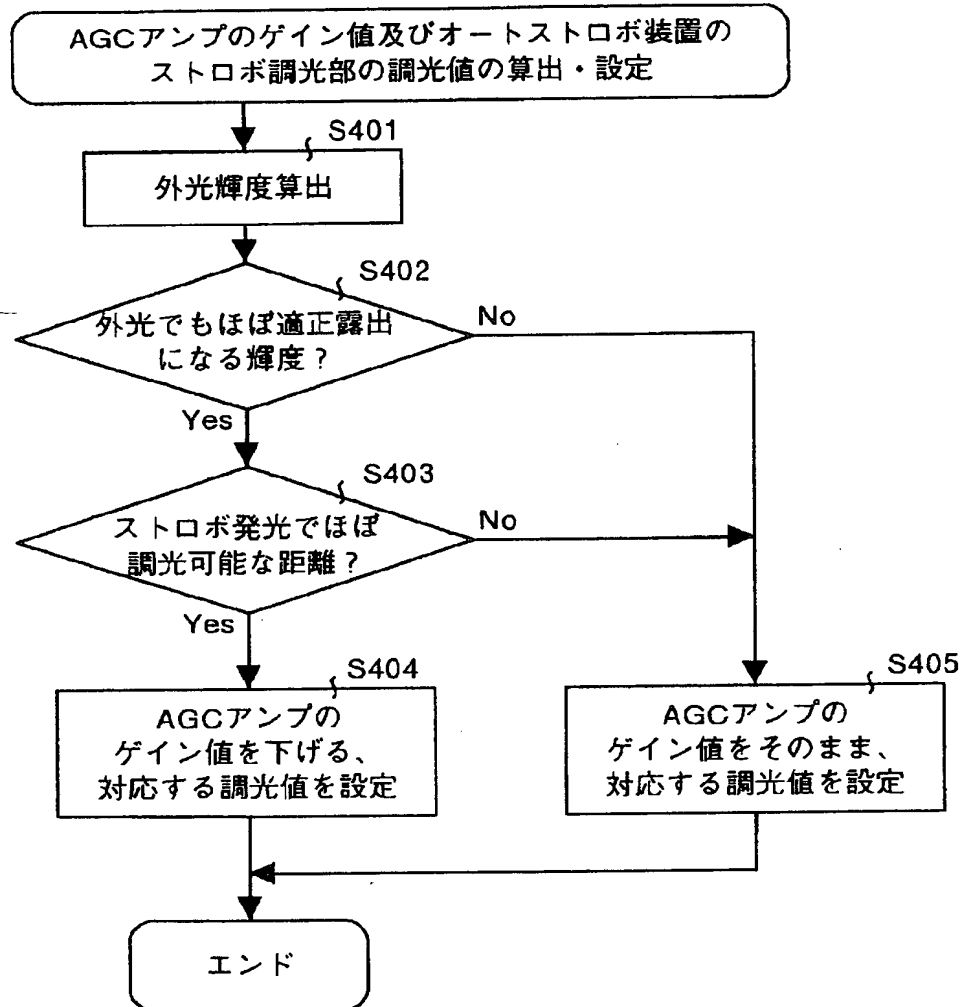 AGCアンプのゲイン値及びオートストロボ装置の
ストロボ調光部の調光値の算出・設定
S401
外光輝度算出
S402
外光でもほぼ適正露出
になる輝度？
No
Yes
S403
ストロボ発光でほぼ
調光可能な距離？
No
Yes
S404
AGCアンプの
ゲイン値を下げる、
対応する調光値を設定
S405
AGCアンプの
ゲイン値をそのまま、
対応する調光値を設定
エンド